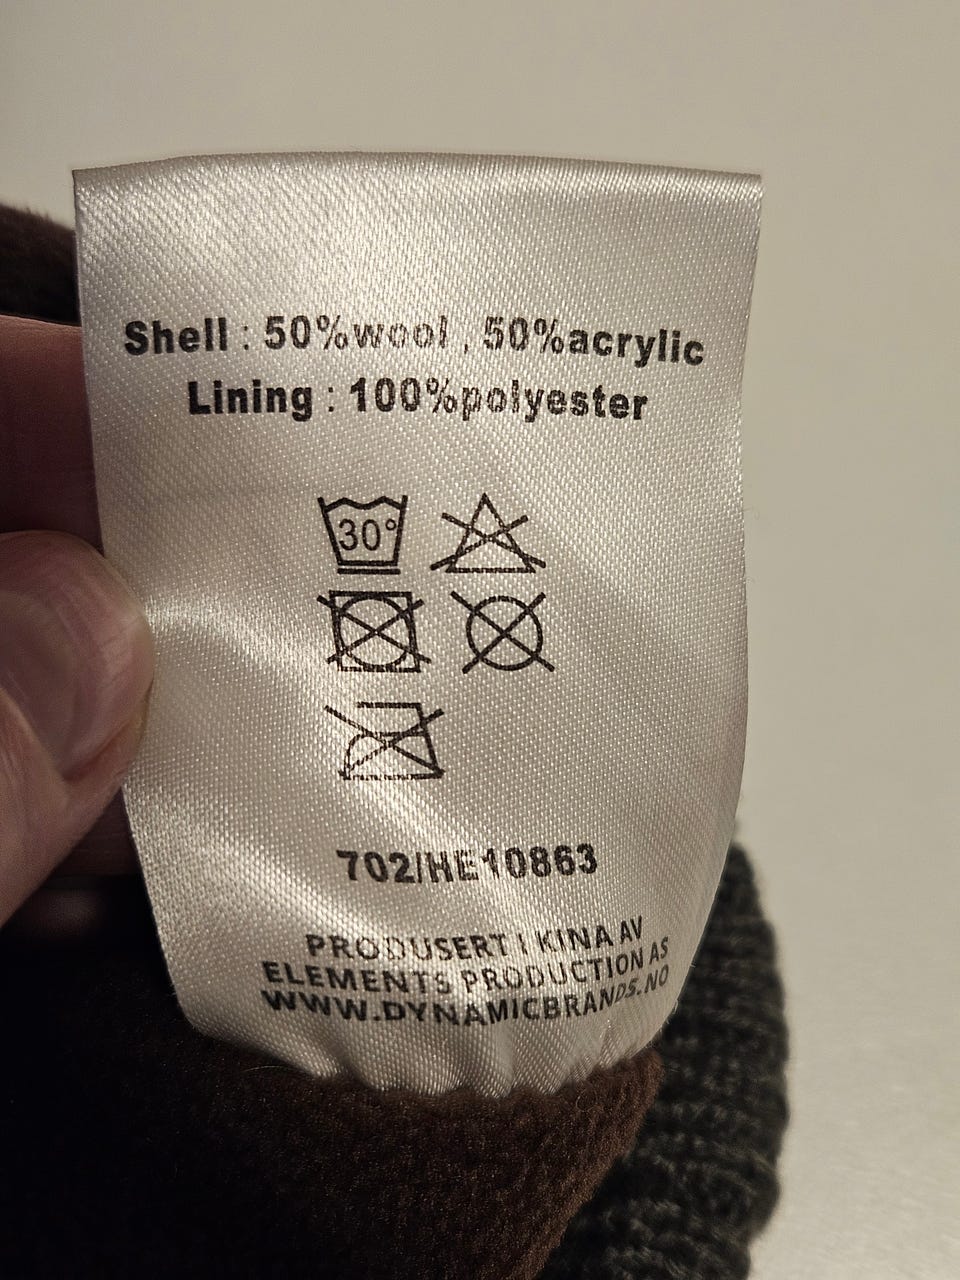 Shell : 50%wool , 50%acrylic
Lining : 100%polyester
30°
702/HE10863
PRODUSERT I KINA AV
ELEMENTS PRODUCTION AS
WWW.DYNAMICBRANDS.NO